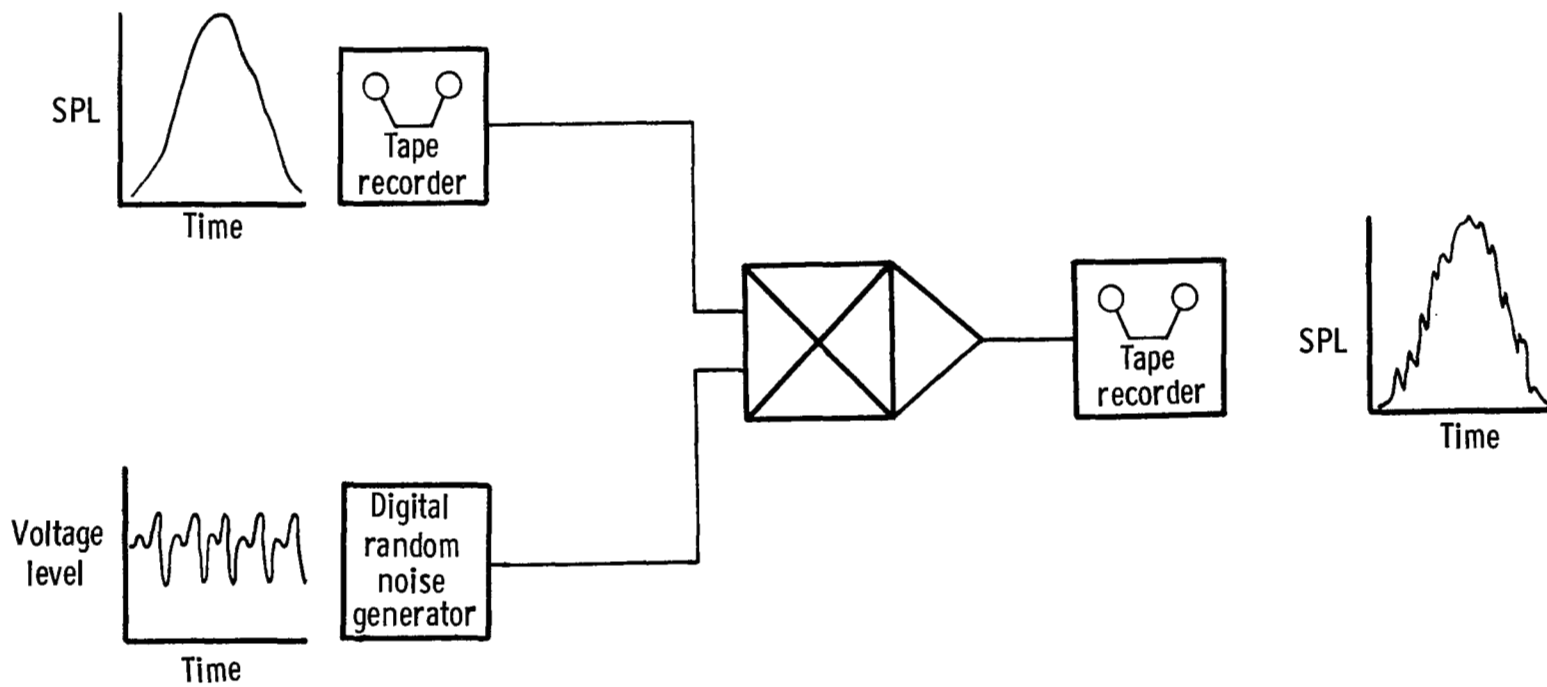 SPL
Time
Tape
recorder
Voltage
level
Time
Digital
random
noise
generator
Tape
recorder
SPL
Time